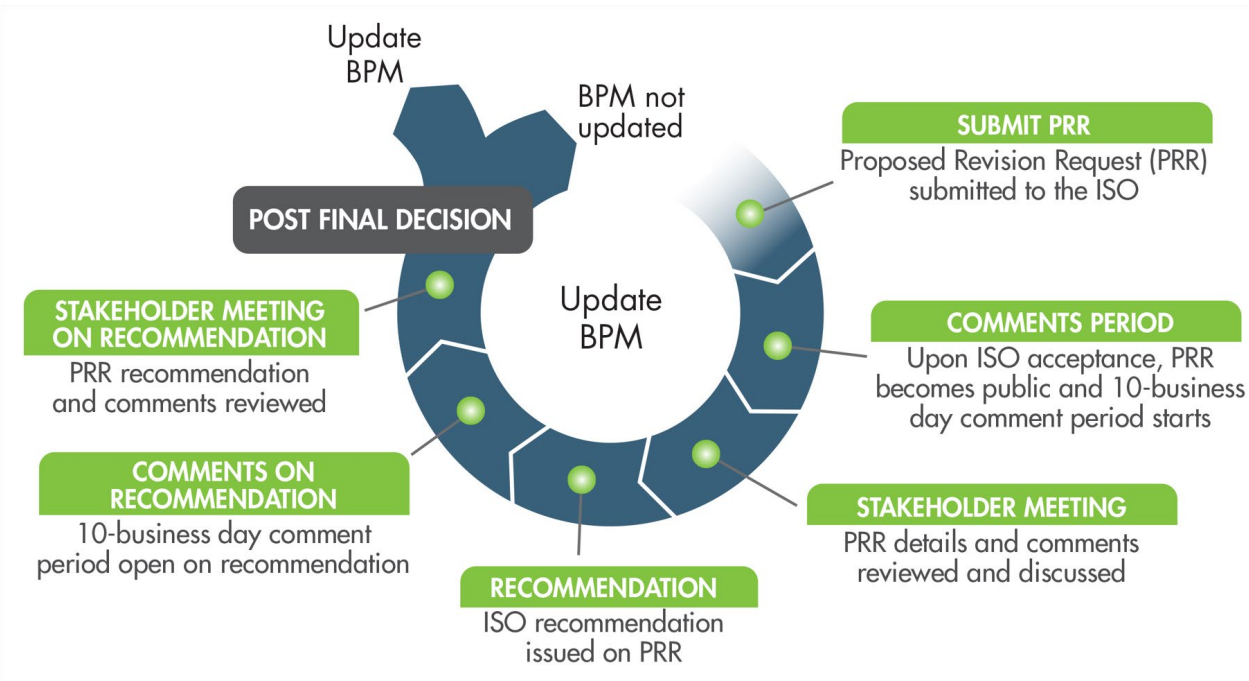 Update
BPM
BPM not
updated
SUBMIT PRR
Proposed Revision Request (PRR)
submitted to the ISO
POST FINAL DECISION
Update
BPM
COMMENTS PERIOD
Upon ISO acceptance, PRR
becomes public and 10-business
day comment period starts
STAKEHOLDER MEETING
PRR details and comments
reviewed and discussed
RECOMMENDATION
ISO recommendation
issued on PRR
COMMENTS ON
RECOMMENDATION
10-business day comment
period open on recommendation
STAKEHOLDER MEETING
ON RECOMMENDATION
PRR recommendation
and comments reviewed